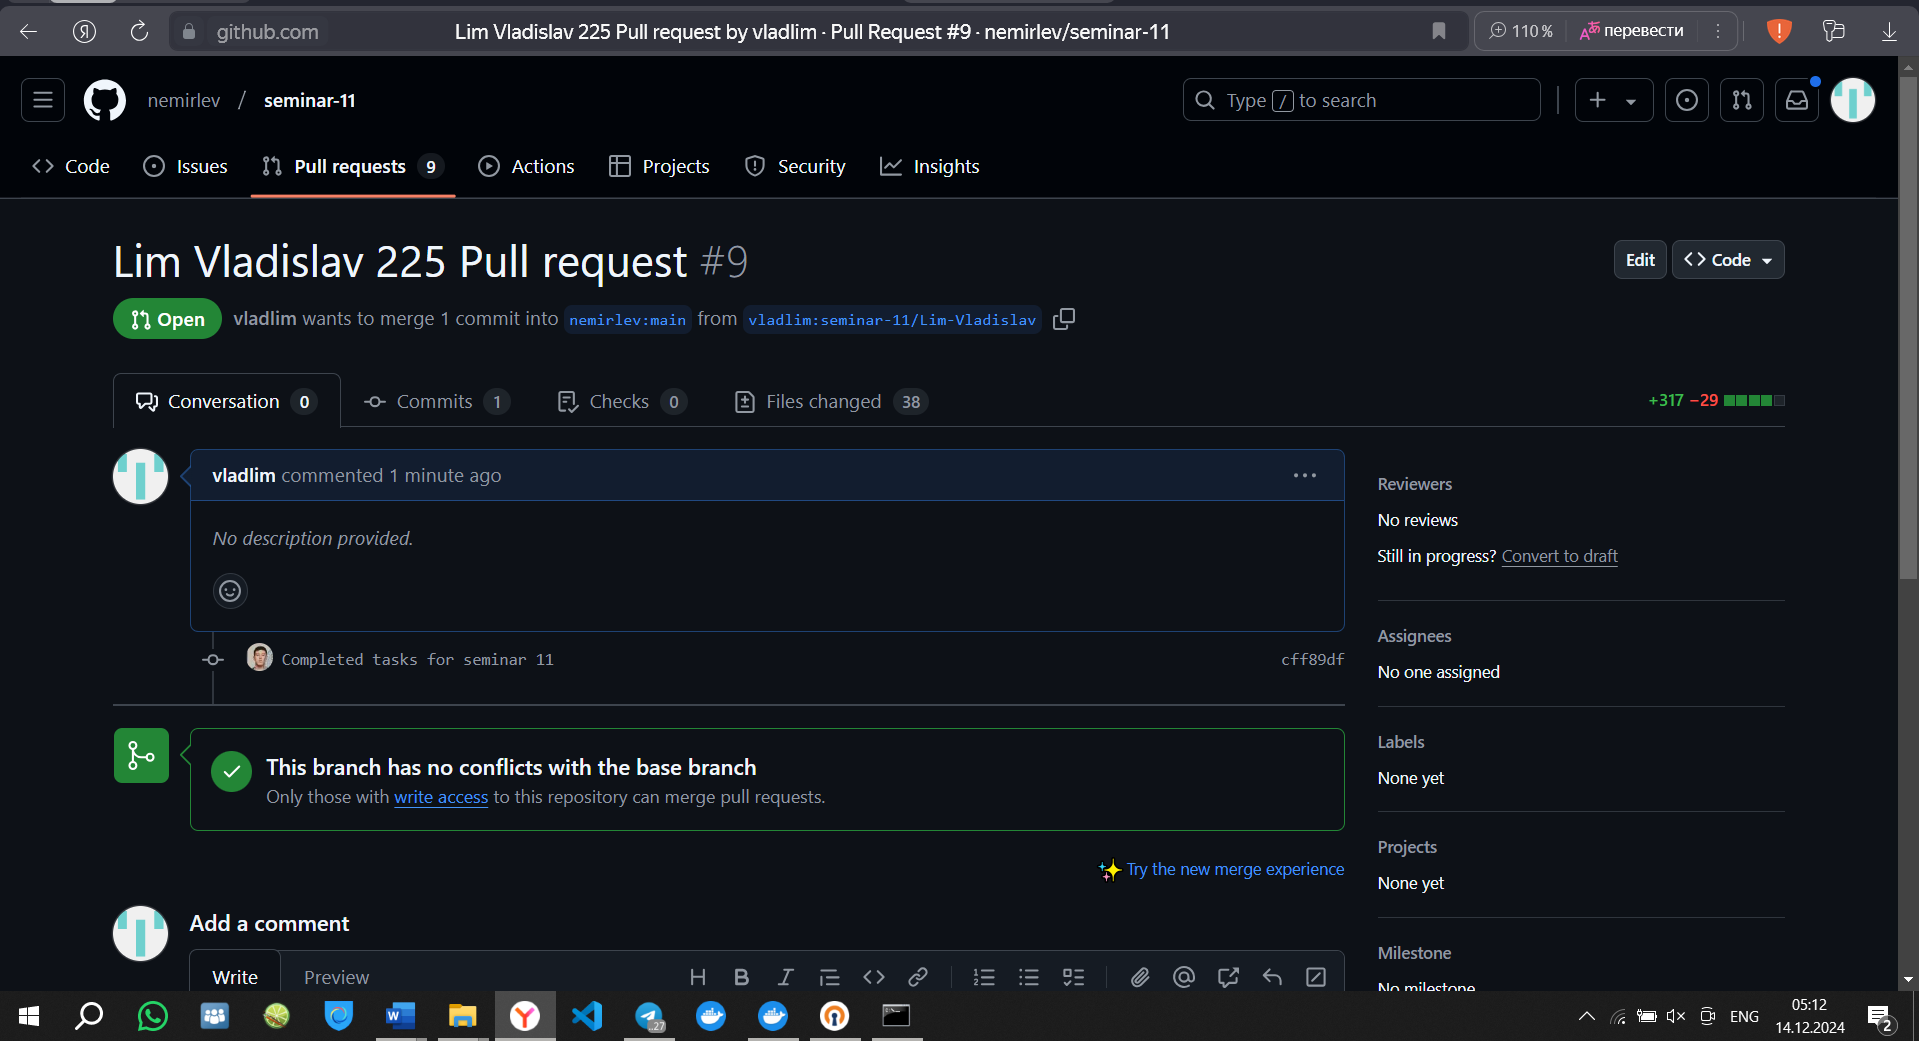 github.com
Lim Vladislav 225 Pull request by vladlim · Pull Request #9 · nemirlev/seminar-11
110 %
перевести
nemirlev / seminar-11
Type / to search
Code
Issues
Pull requests 9
Actions
Projects
Security
Insights
Lim Vladislav 225 Pull request #9
Edit
Code
Open
vladlim wants to merge 1 commit into nemirlev:main from vladlim:seminar-11/Lim-Vladislav
Conversation 0
Commits 1
Checks 0
Files changed 38
+317 −29
vladlim commented 1 minute ago
No description provided.
Completed tasks for seminar 11
cff89df
This branch has no conflicts with the base branch
Only those with write access to this repository can merge pull requests.
Try the new merge experience
Add a comment
Write
Preview
Reviewers
No reviews
Still in progress? Convert to draft
Assignees
No one assigned
Labels
None yet
Projects
None yet
Milestone
No milestone
27
ENG
05:12
14.12.2024
2